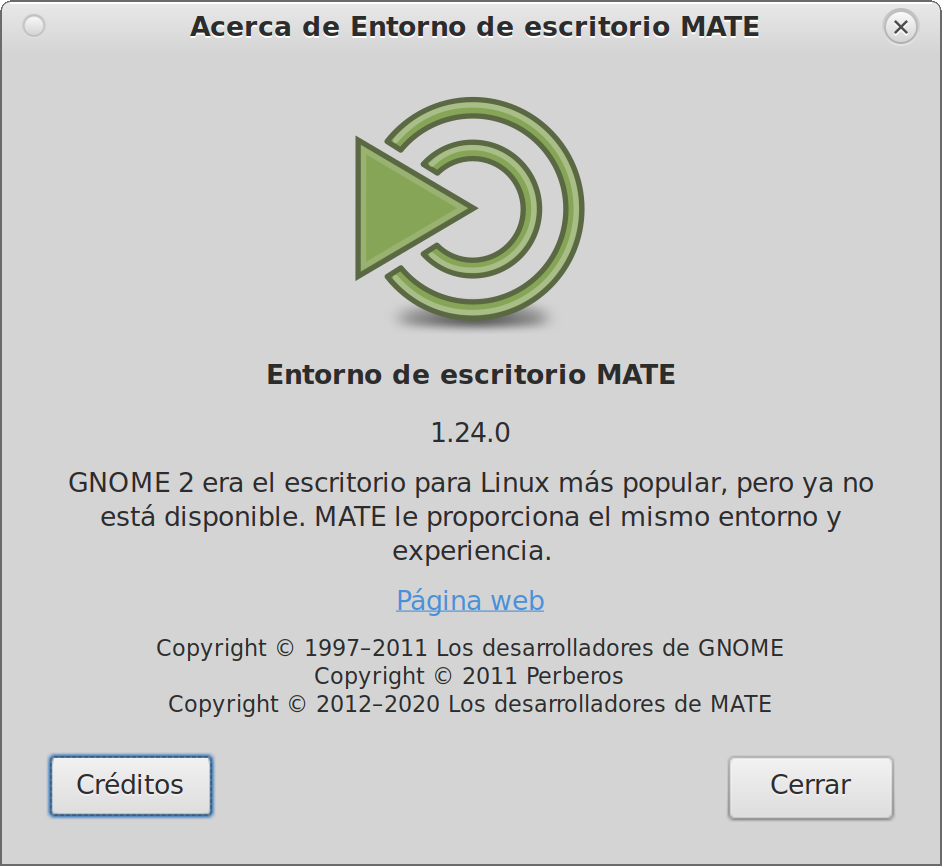 Acerca de Entorno de escritorio MATE
Entorno de escritorio MATE
1.24.0
GNOME 2 era el escritorio para Linux más popular, pero ya no
está disponible. MATE le proporciona el mismo entorno y
experiencia.
Página web
Copyright © 1997–2011 Los desarrolladores de GNOME
Copyright © 2011 Perberos
Copyright © 2012–2020 Los desarrolladores de MATE
Créditos
Cerrar